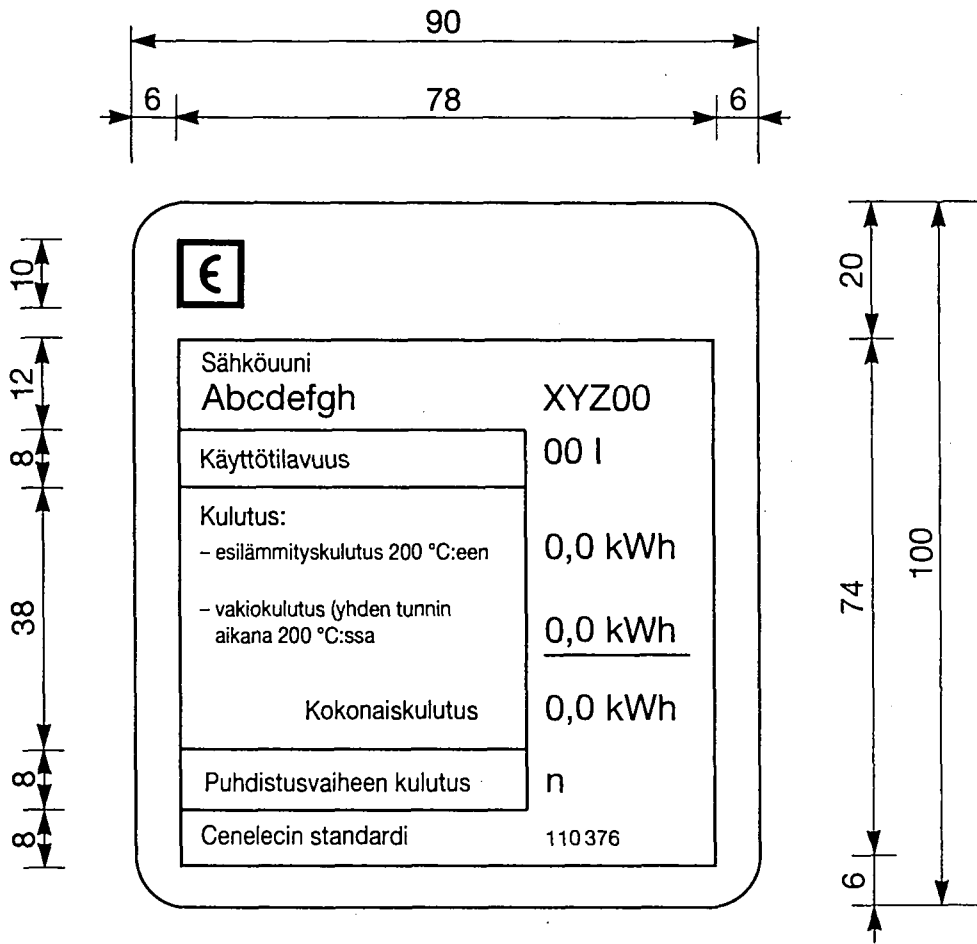 90
6 78 6
10
20
Sähköuuni
12
Abcdefgh XYZ00
8
Käyttötilavuus 00 l
Kulutus:
– esilämmityskulutus 200 °C:een 0,0 kWh
100
74
38
– vakiokulutus (yhden tunnin
aikana 200 °C:ssa 0,0 kWh
Kokonaiskulutus 0,0 kWh
8
Puhdistusvaiheen kulutus n
8
Cenelecin standardi 110 376
6